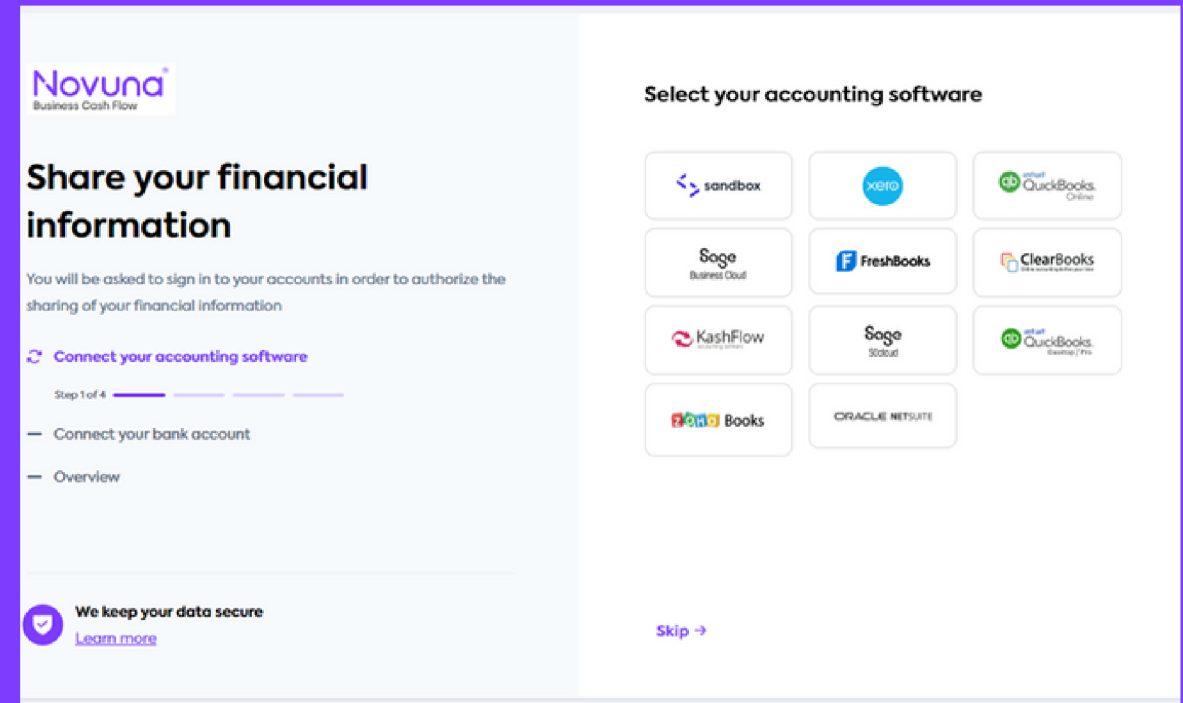 Novuna
Business Cash Flow
Share your financial
information
You will be asked to sign in to your accounts in order to authorize the
sharing of your financial information
Connect your accounting software
Step 1 of 4
Connect your bank account
Overview
We keep your data secure
Learn more
Select your accounting software
sandbox
xero
qb intuit
QuickBooks.
Online
Sage
Business Cloud
F FreshBooks
ClearBooks
KashFlow
Sage
50cloud
qb intuit
QuickBooks.
Desktop / Pro
ZOHO Books
ORACLE NETSUITE
Skip →